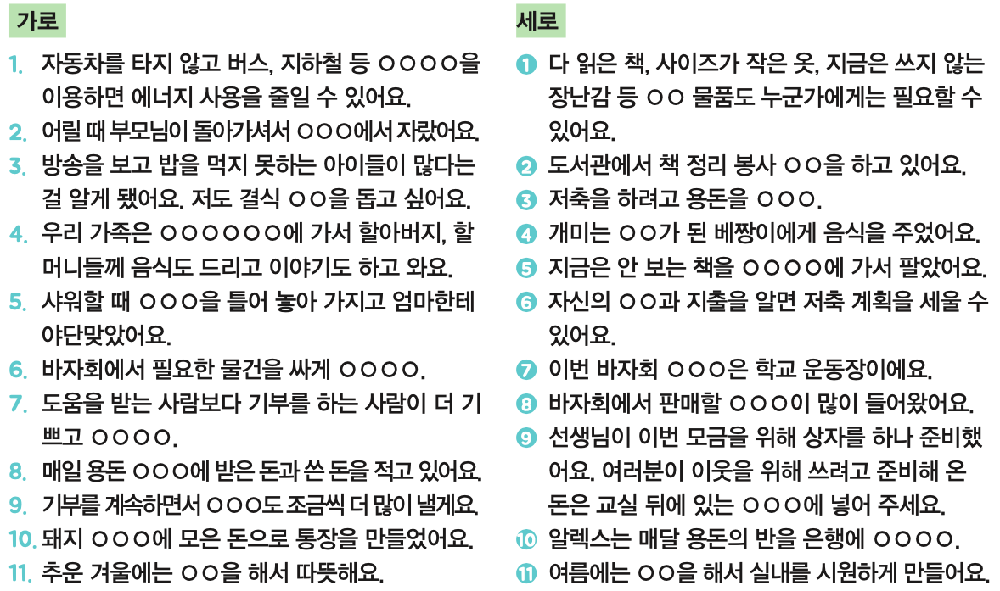 가로
1. 자동차를 타지 않고 버스, 지하철 등 ○○○○을
이용하면 에너지 사용을 줄일 수 있어요.
2. 어릴 때 부모님이 돌아가셔서 ○○○에서 자랐어요.
3. 방송을 보고 밥을 먹지 못하는 아이들이 많다는
걸 알게 됐어요. 저도 결식 ○○을 돕고 싶어요.
4. 우리 가족은 ○○○○○○에 가서 할아버지, 할
머니들께 음식도 드리고 이야기도 하고 와요.
5. 샤워할 때 ○○○을 틀어 놓아 가지고 엄마한테
야단맞았어요.
6. 바자회에서 필요한 물건을 싸게 ○○○○.
7. 도움을 받는 사람보다 기부를 하는 사람이 더 기
쁘고 ○○○○.
8. 매일 용돈 ○○○에 받은 돈과 쓴 돈을 적고 있어요.
9. 기부를 계속하면서 ○○○도 조금씩 더 많이 낼게요.
10. 돼지 ○○○에 모은 돈으로 통장을 만들었어요.
11. 추운 겨울에는 ○○을 해서 따뜻해요.
세로
1 다 읽은 책, 사이즈가 작은 옷, 지금은 쓰지 않는
장난감 등 ○○ 물품도 누군가에게는 필요할 수
있어요.
2 도서관에서 책 정리 봉사 ○○을 하고 있어요.
3 저축을 하려고 용돈을 ○○○.
4 개미는 ○○가 된 베짱이에게 음식을 주었어요.
5 지금은 안 보는 책을 ○○○○에 가서 팔았어요.
6 자신의 ○○과 지출을 알면 저축 계획을 세울 수
있어요.
7 이번 바자회 ○○○은 학교 운동장이에요.
8 바자회에서 판매할 ○○○이 많이 들어왔어요.
9 선생님이 이번 모금을 위해 상자를 하나 준비했
어요. 여러분이 이웃을 위해 쓰려고 준비해 온
돈은 교실 뒤에 있는 ○○○에 넣어 주세요.
10 알렉스는 매달 용돈의 반을 은행에 ○○○○.
11 여름에는 ○○을 해서 실내를 시원하게 만들어요.